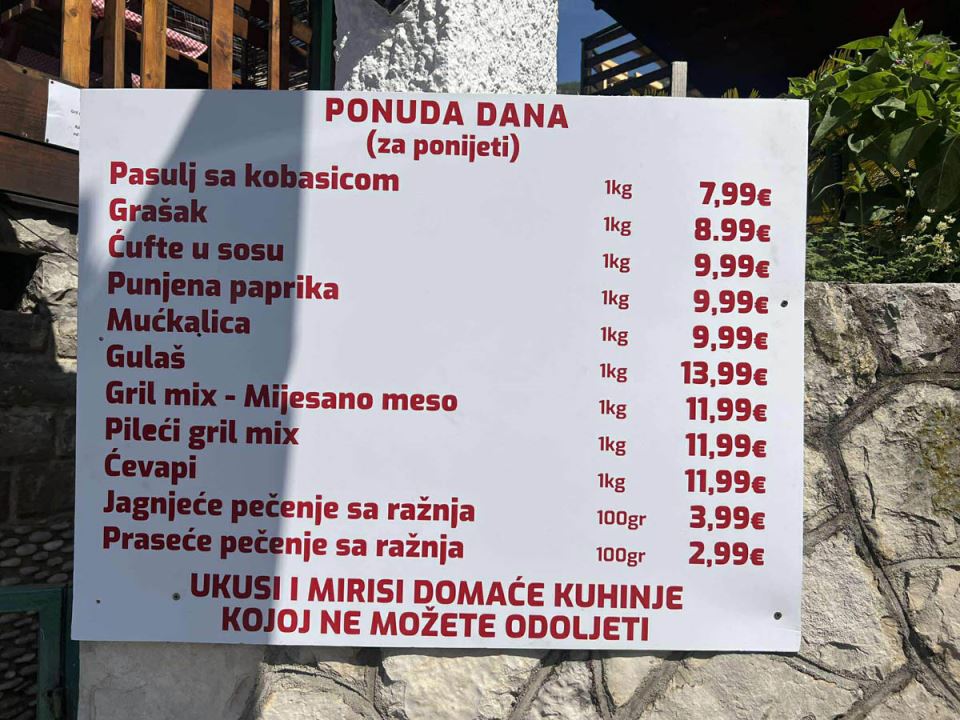 PONUDA DANA
(za ponijeti)
Pasulj sa kobasicom 1kg 7,99€
Grašak 1kg 8.99€
Ćufte u sosu 1kg 9,99€
Punjena paprika 1kg 9,99€
Mućkalica 1kg 9,99€
Gulaš 1kg 13,99€
Gril mix - Mijesano meso 1kg 11,99€
Pileći gril mix 1kg 11,99€
Ćevapi 1kg 11,99€
Jagnjeće pečenje sa ražnja 100gr 3,99€
Praseće pečenje sa ražnja 100gr 2,99€
UKUSI I MIRISI DOMAĆE KUHINJE
KOJOJ NE MOŽETE ODOLJETI